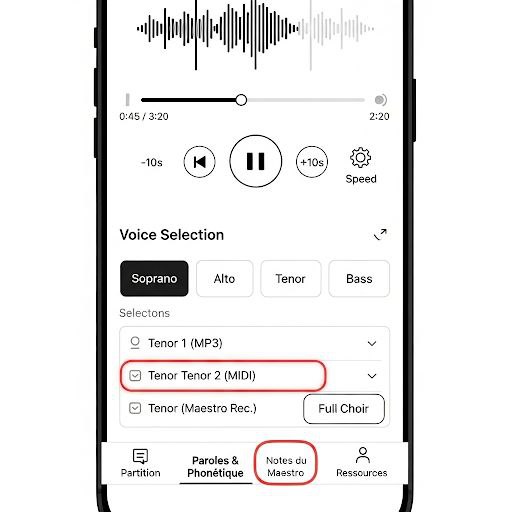 0:45 / 3:20
2:20
-10s
+10s
Speed
Voice Selection
Soprano
Alto
Tenor
Bass
Selectons
Tenor 1 (MP3)
Tenor Tenor 2 (MIDI)
Tenor (Maestro Rec.)
Full Choir
Partition
Paroles &
Phonétique
Notes du
Maestro
Ressources